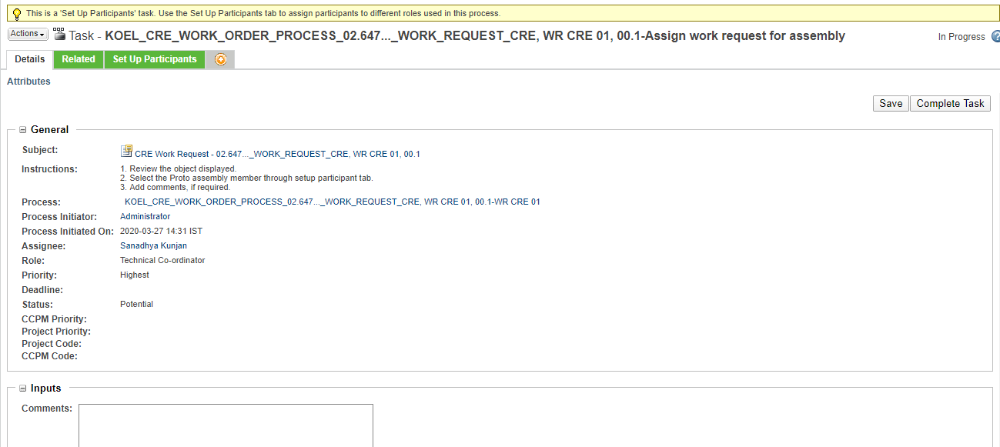 This is a 'Set Up Participants' task. Use the Set Up Participants tab to assign participants to different roles used in this process.
Actions Task - KOEL_CRE_WORK_ORDER_PROCESS_02.647..._WORK_REQUEST_CRE, WR CRE 01, 00.1-Assign work request for assembly In Progress
Details Related Set Up Participants
Attributes
Save Complete Task
General
Subject: CRE Work Request - 02.647..._WORK_REQUEST_CRE, WR CRE 01, 00.1
Instructions: 1. Review the object displayed.
2. Select the Proto assembly member through setup participant tab.
3. Add comments, if required.
Process: KOEL_CRE_WORK_ORDER_PROCESS_02.647..._WORK_REQUEST_CRE, WR CRE 01, 00.1-WR CRE 01
Process Initiator: Administrator
Process Initiated On: 2020-03-27 14:31 IST
Assignee: Sanadhya Kunjan
Role: Technical Co-ordinator
Priority: Highest
Deadline:
Status: Potential
CCPM Priority:
Project Priority:
Project Code:
CCPM Code:
Inputs
Comments: